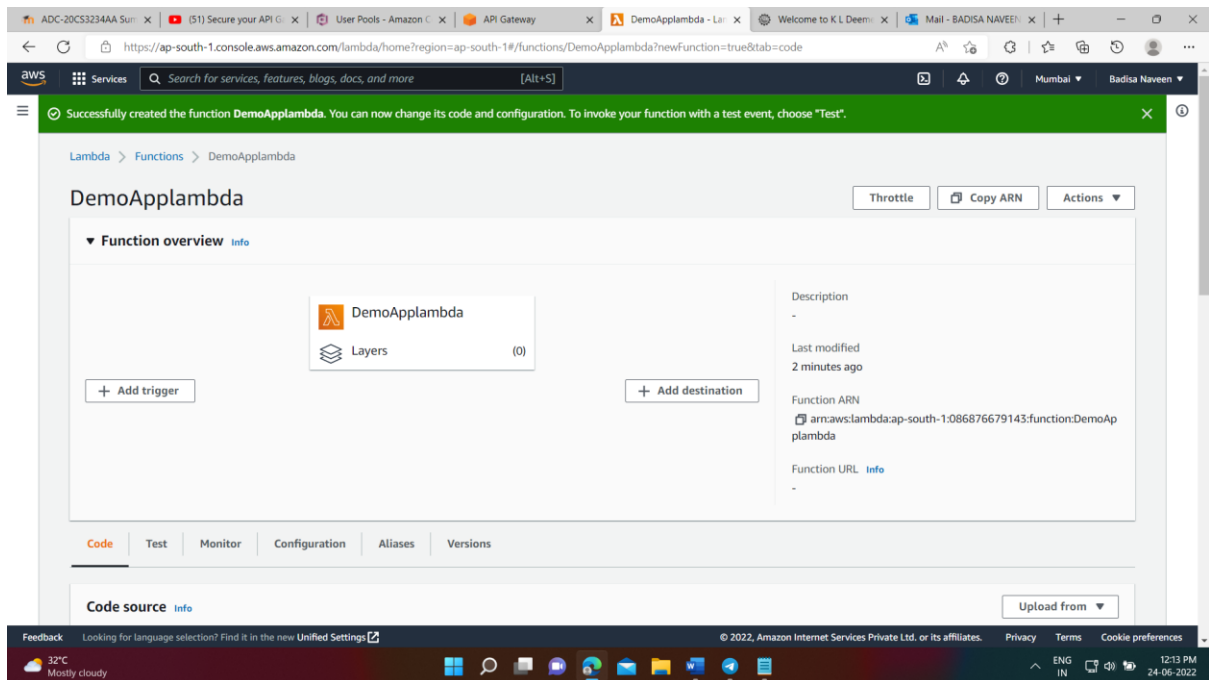 ADC-20CS3234AA Sum
(51) Secure your API Ga
User Pools - Amazon C
API Gateway
DemoApplambda - Lan
Welcome to K L Deeme
Mail - BADISA NAVEEN
https://ap-south-1.console.aws.amazon.com/lambda/home?region=ap-south-1#/functions/DemoApplambda?newFunction=true&tab=code
aws Services Search for services, features, blogs, docs, and more [Alt+S] Mumbai Badisa Naveen
Successfully created the function DemoApplambda. You can now change its code and configuration. To invoke your function with a test event, choose "Test".
Lambda > Functions > DemoApplambda
DemoApplambda Throttle Copy ARN Actions
Function overview Info
DemoApplambda
Layers (0)
+ Add trigger
+ Add destination
Description
-
Last modified
2 minutes ago
Function ARN
arn:aws:lambda:ap-south-1:086876679143:function:DemoAp
plambda
Function URL Info
-
Code Test Monitor Configuration Aliases Versions
Code source Info Upload from
Feedback Looking for language selection? Find it in the new Unified Settings © 2022, Amazon Internet Services Private Ltd. or its affiliates. Privacy Terms Cookie preferences
32°C
Mostly cloudy
ENG
IN
12:13 PM
24-06-2022